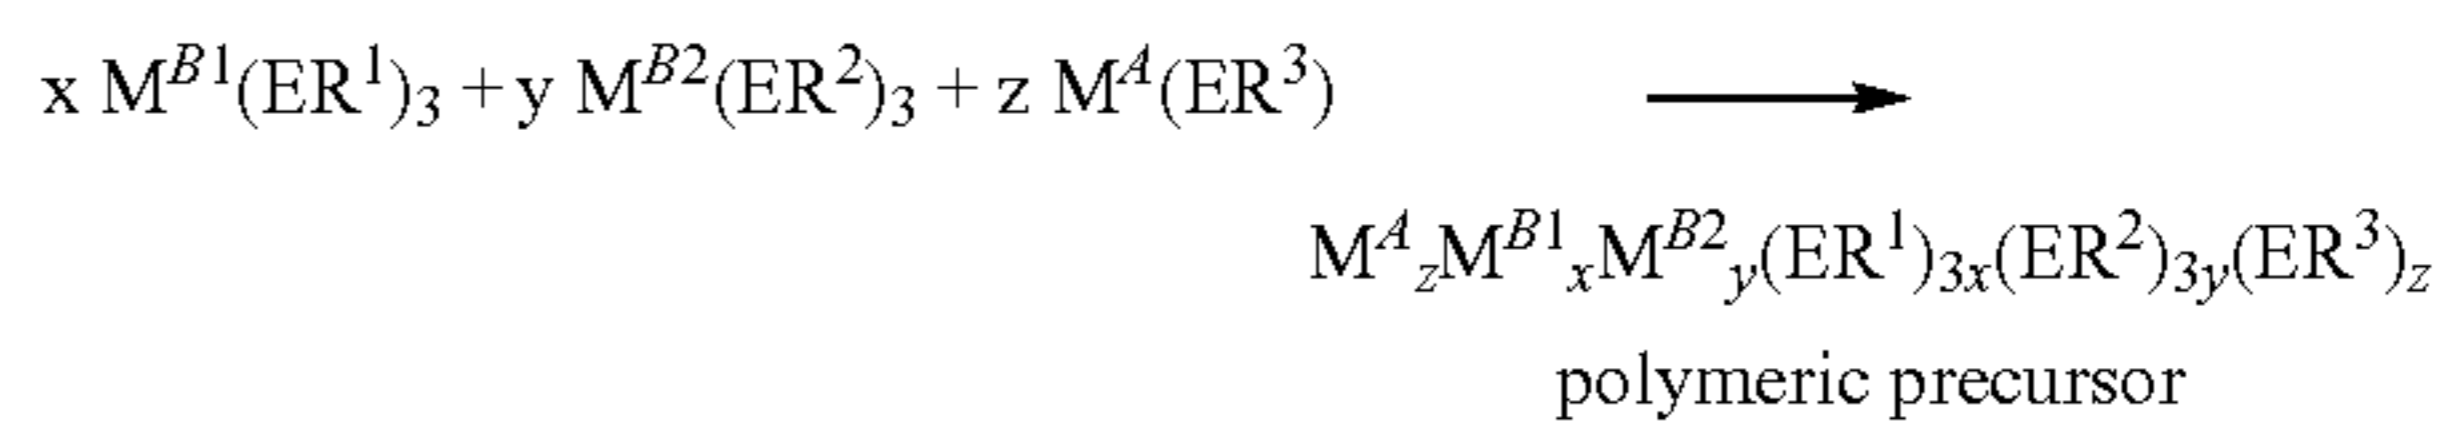 x M^{B1}(ER^1)_3 + y M^{B2}(ER^2)_3 + z M^A(ER^3) ⟶
M^A_zM^{B1}_xM^{B2}_y(ER^1)_{3x}(ER^2)_{3y}(ER^3)_z
polymeric precursor